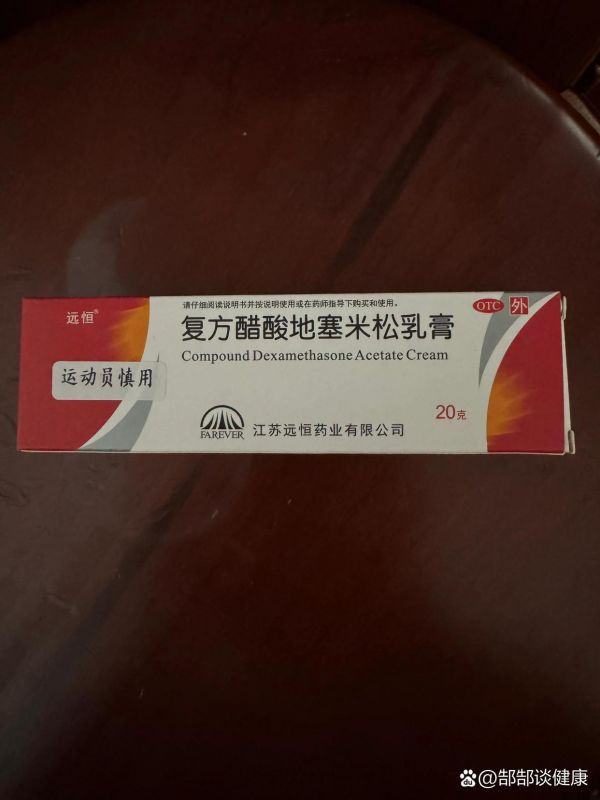 远恒®
请仔细阅读说明书并按说明使用或在药师指导下购买和使用。
OTC 外
复方醋酸地塞米松乳膏
Compound Dexamethasone Acetate Cream
运动员慎用
20克
FAREVER 江苏远恒药业有限公司
@郜郜谈健康